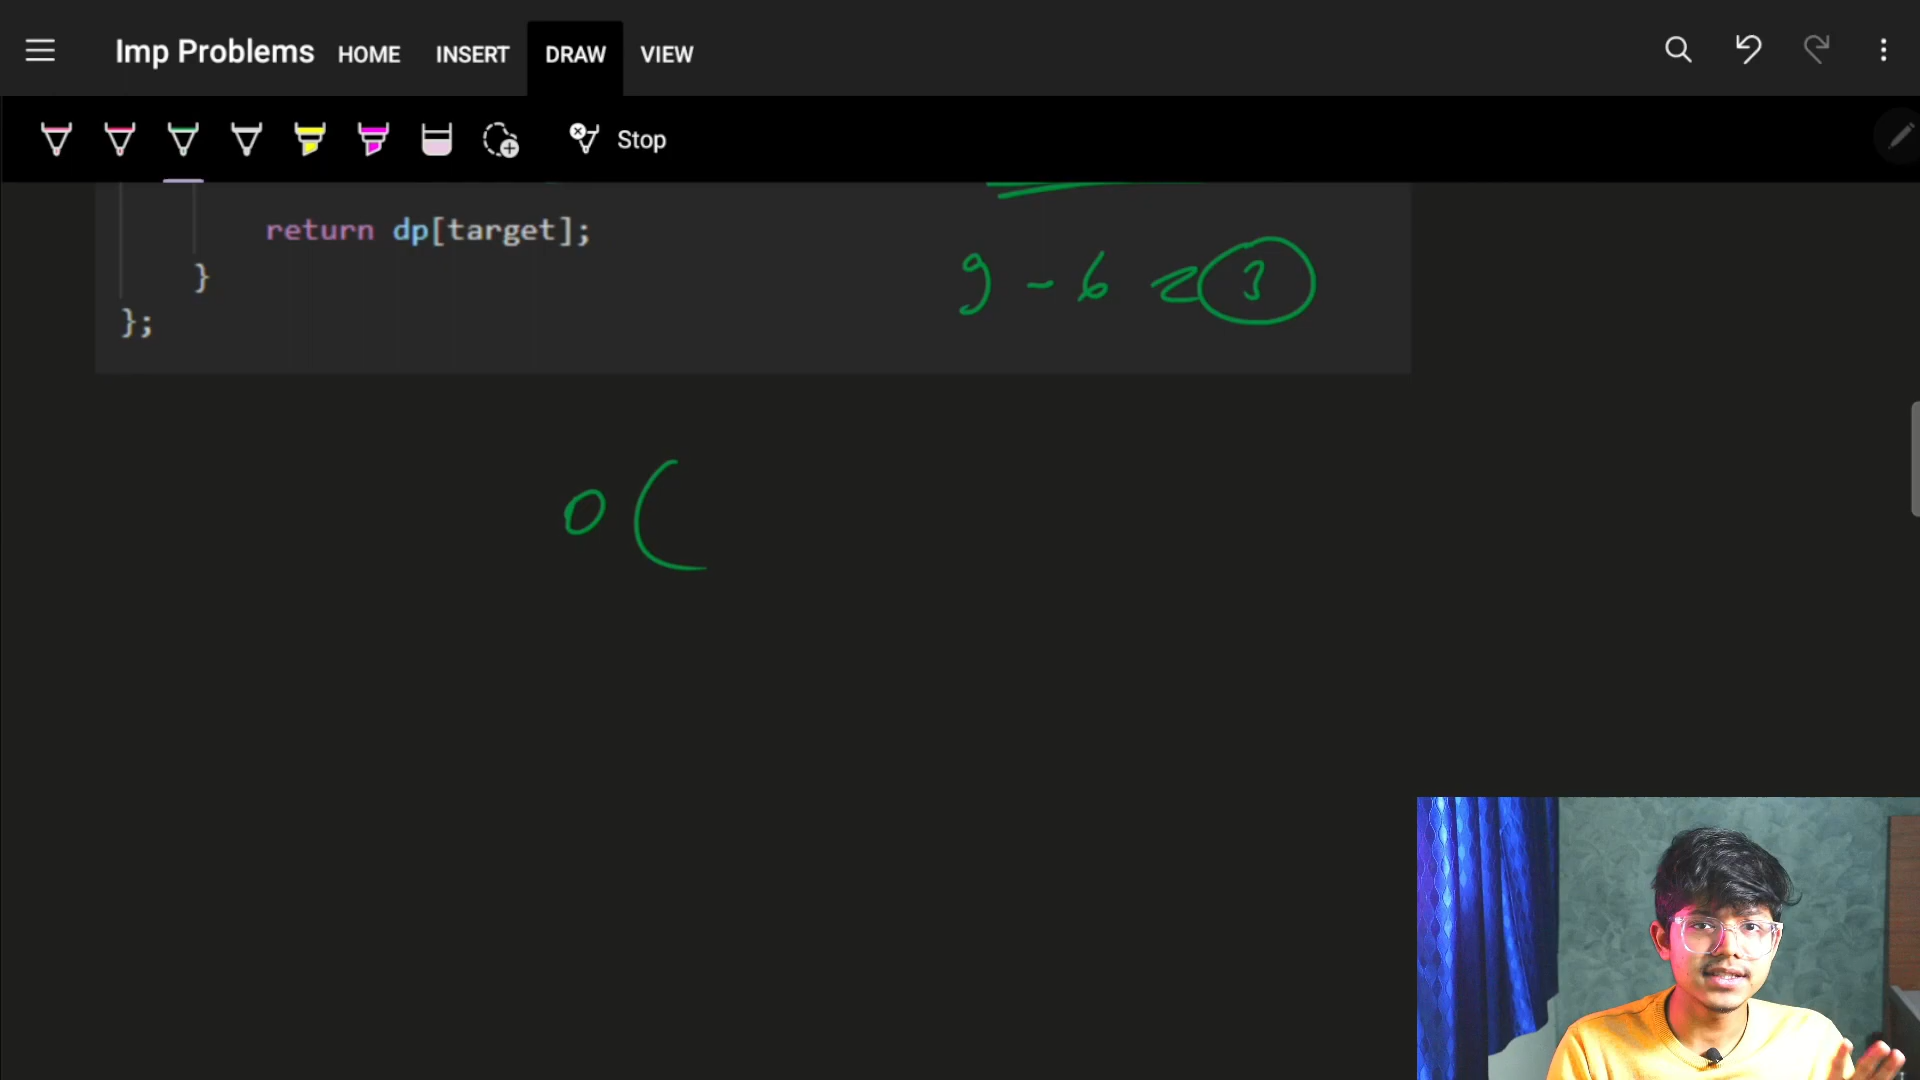 Imp Problems HOME INSERT DRAW VIEW
Stop
return dp[target];
}
};
9 - 6 = 3
O (